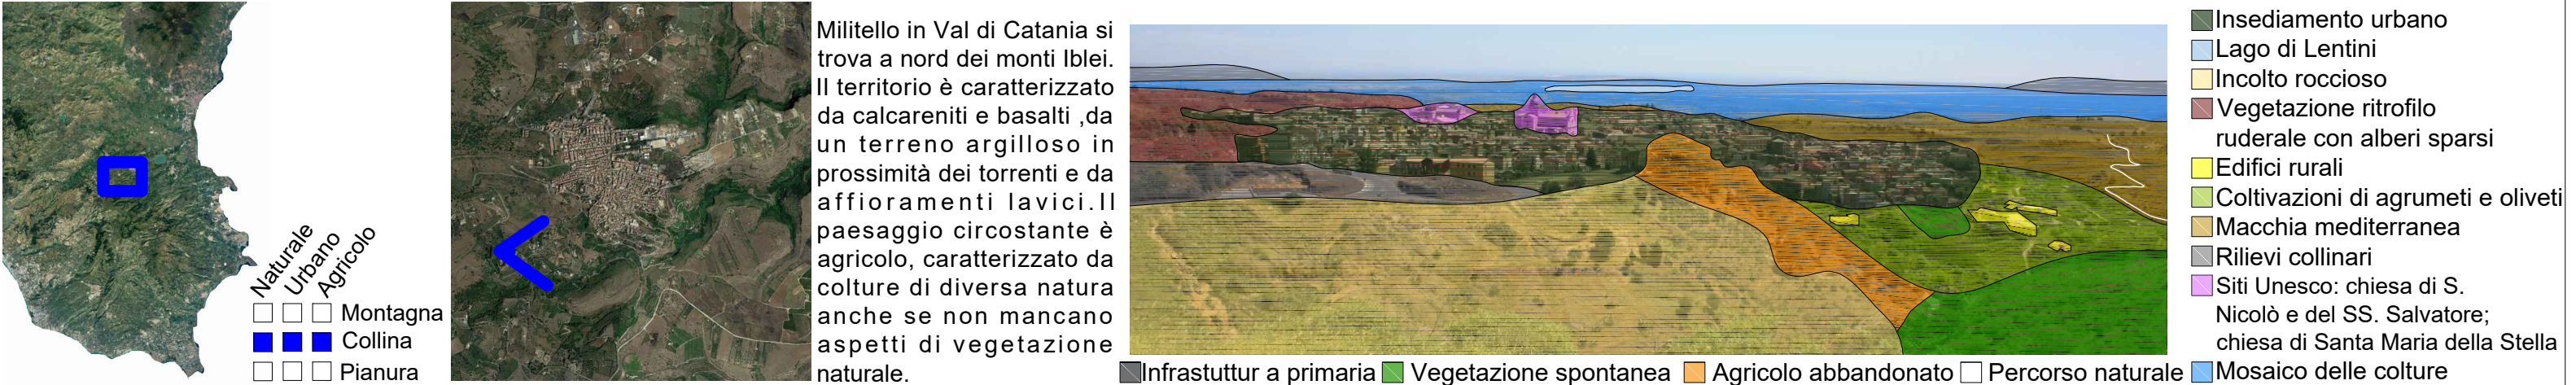 Naturale
Urbano
Agricolo
Montagna
Collina
Pianura
Militello in Val di Catania si
trova a nord dei monti Iblei.
Il territorio è caratterizzato
da calcareniti e basalti ,da
un terreno argilloso in
prossimità dei torrenti e da
affioramenti lavici.Il
paesaggio circostante è
agricolo, caratterizzato da
colture di diversa natura
anche se non mancano
aspetti di vegetazione
naturale.
Infrastuttur a primaria
Vegetazione spontanea
Agricolo abbandonato
Percorso naturale
Insediamento urbano
Lago di Lentini
Incolto roccioso
Vegetazione ritrofilo
ruderale con alberi sparsi
Edifici rurali
Coltivazioni di agrumeti e oliveti
Macchia mediterranea
Rilievi collinari
Siti Unesco: chiesa di S.
Nicolò e del SS. Salvatore;
chiesa di Santa Maria della Stella
Mosaico delle colture